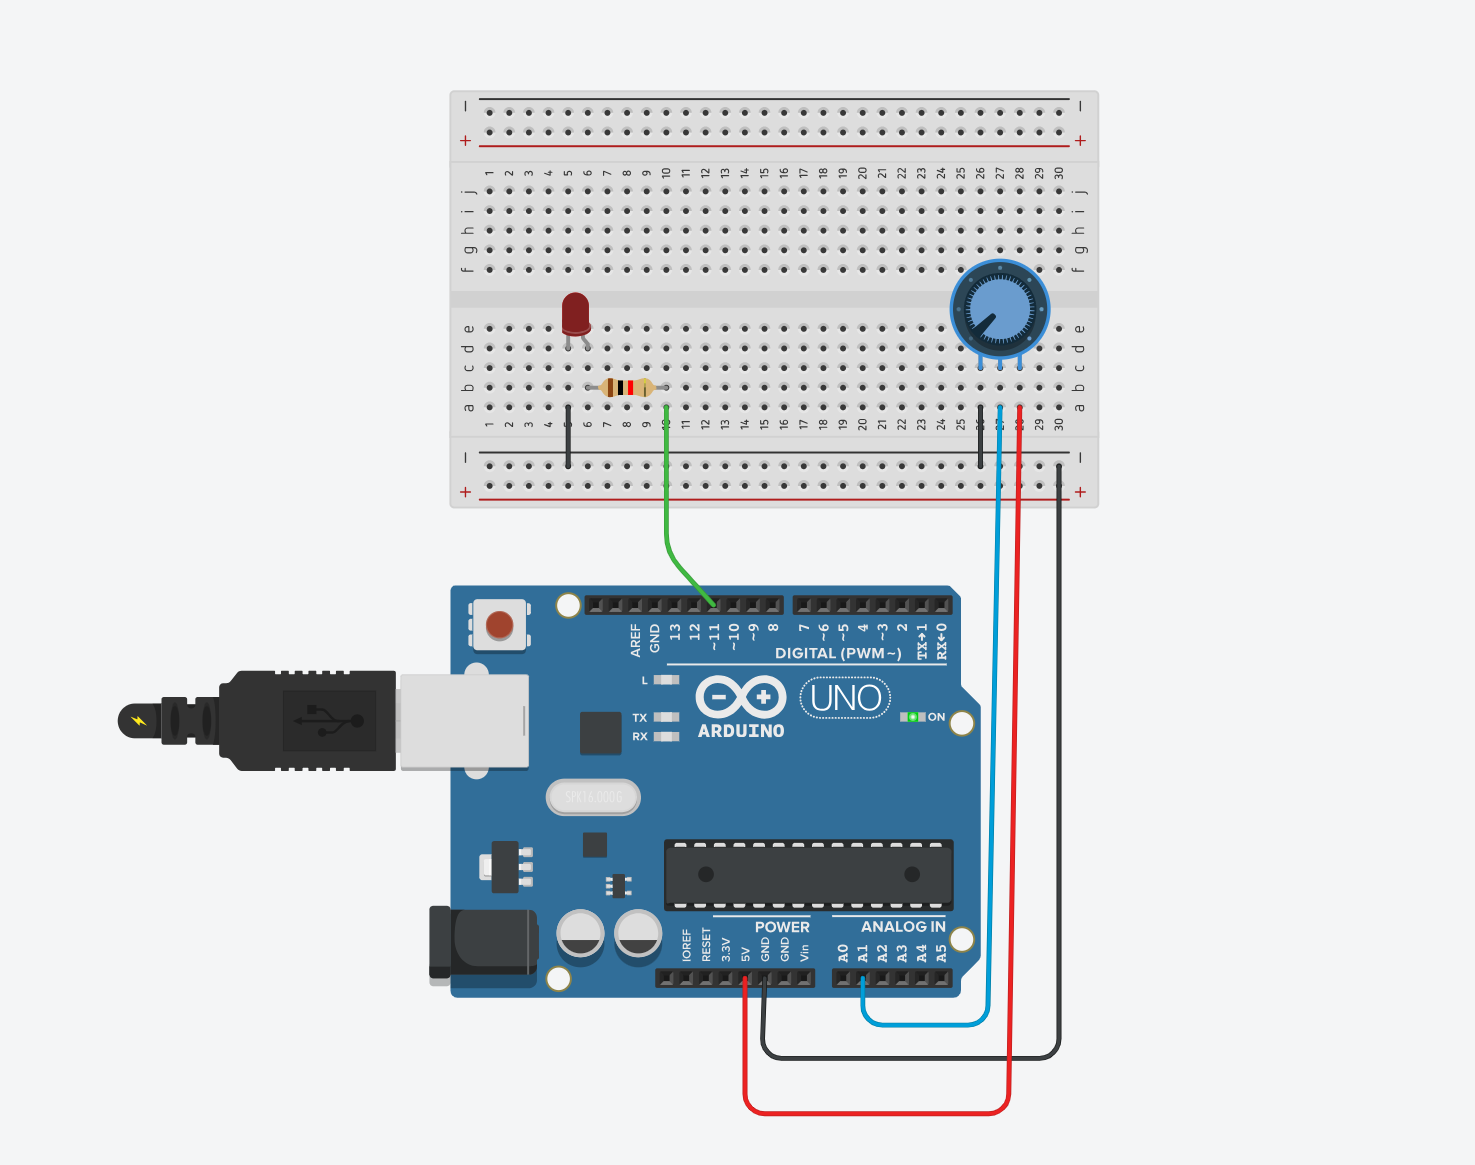 − −
+ +
1 2 3 4 5 6 7 8 9 10 11 12 13 14 15 16 17 18 19 20 21 22 23 24 25 26 27 28 29 30
j j
i i
h h
g g
f f
e e
d d
c c
b b
a a
1 2 3 4 5 6 7 8 9 10 11 12 13 14 15 16 17 18 19 20 21 22 23 24 25 26 27 28 29 30
− −
+ +
AREF GND 13 12 ~11 ~10 ~9 8 7 ~6 ~5 4 ~3 2 TX→1 RX←0
DIGITAL (PWM~)
L
TX
RX
ARDUINO
UNO
ON
SPK16.000G
POWER
ANALOG IN
IOREF RESET 3.3V 5V GND GND Vin A0 A1 A2 A3 A4 A5